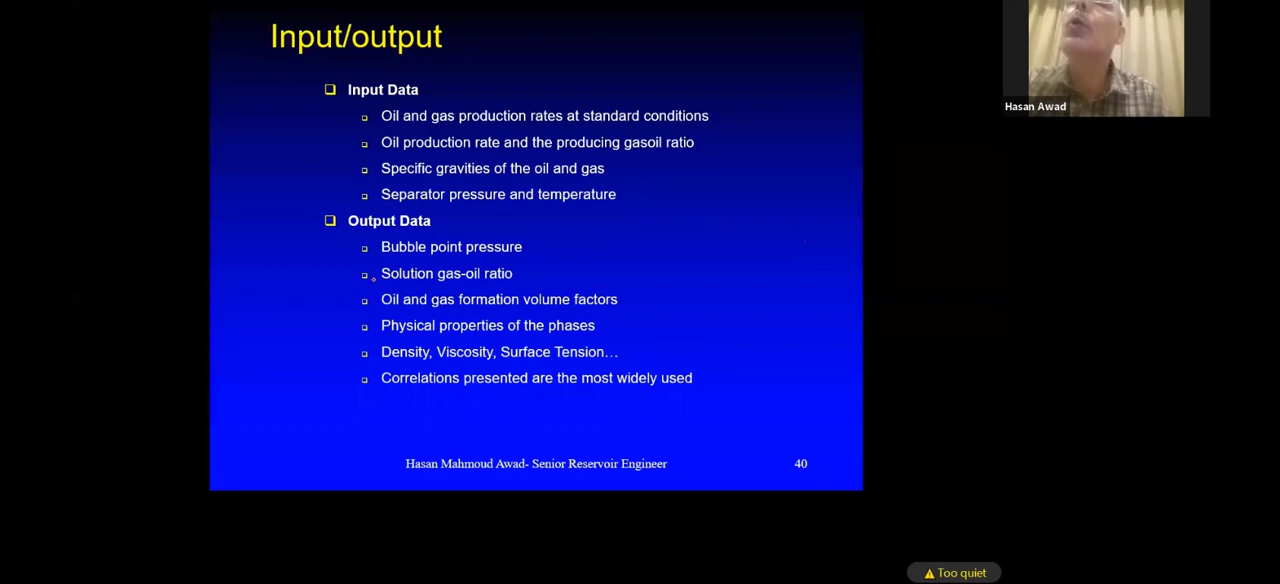 Input/output
Input Data
Oil and gas production rates at standard conditions
Oil production rate and the producing gasoil ratio
Specific gravities of the oil and gas
Separator pressure and temperature
Output Data
Bubble point pressure
Solution gas-oil ratio
Oil and gas formation volume factors
Physical properties of the phases
Density, Viscosity, Surface Tension…
Correlations presented are the most widely used
Hasan Mahmoud Awad- Senior Reservoir Engineer
40
Hasan Awad
Too quiet